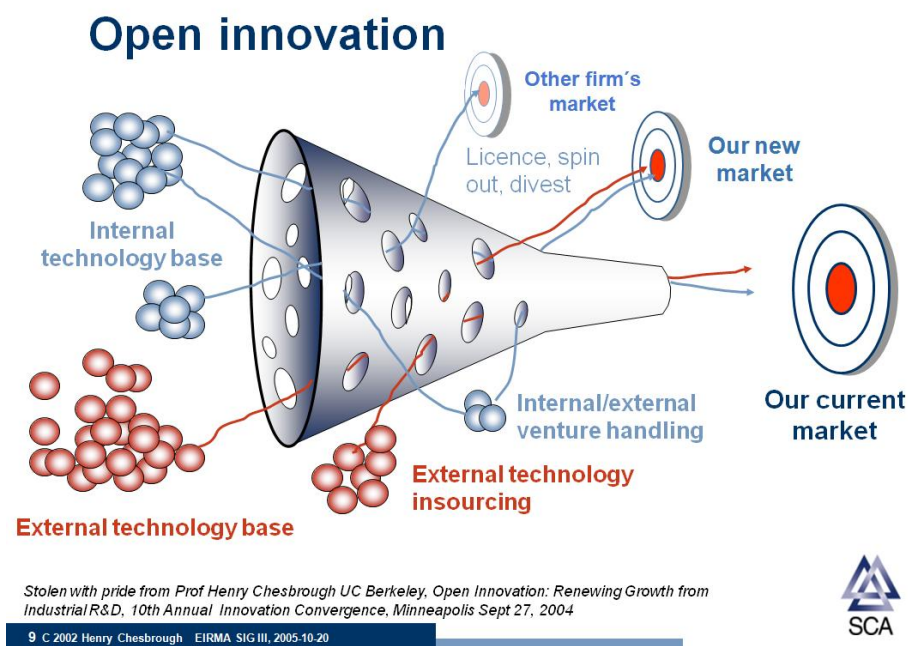 Open innovation
Other firm´s
market
Licence, spin
out, divest
Our new
market
Internal
technology base
Our current
market
Internal/external
venture handling
External technology
insourcing
External technology base
Stolen with pride from Prof Henry Chesbrough UC Berkeley, Open Innovation: Renewing Growth from
Industrial R&D, 10th Annual Innovation Convergence, Minneapolis Sept 27, 2004
SCA
9 C 2002 Henry Chesbrough EIRMA SIG III, 2005-10-20